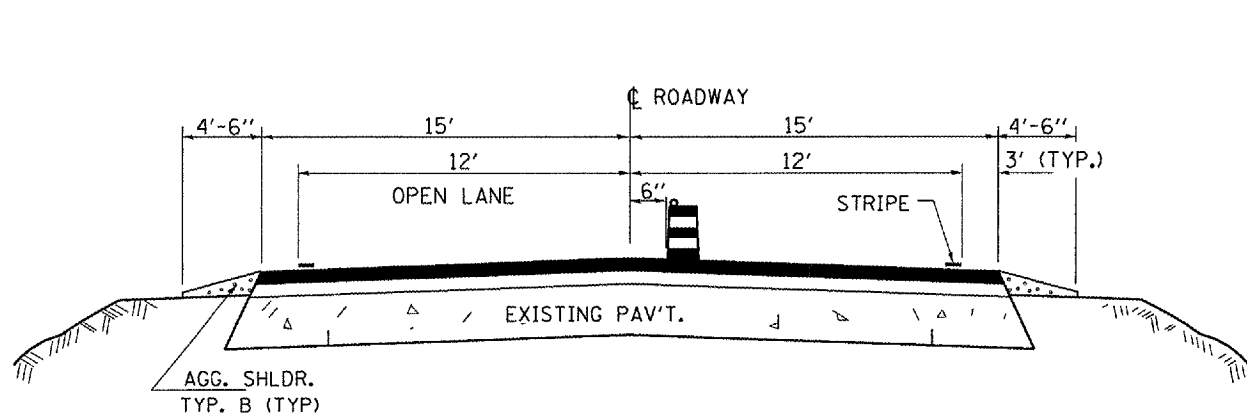 ℄ ROADWAY
4'-6" 15' 15' 4'-6"
12' 12' 3' (TYP.)
OPEN LANE 6" STRIPE
EXISTING PAV'T.
AGG. SHLDR.
TYP. B (TYP)